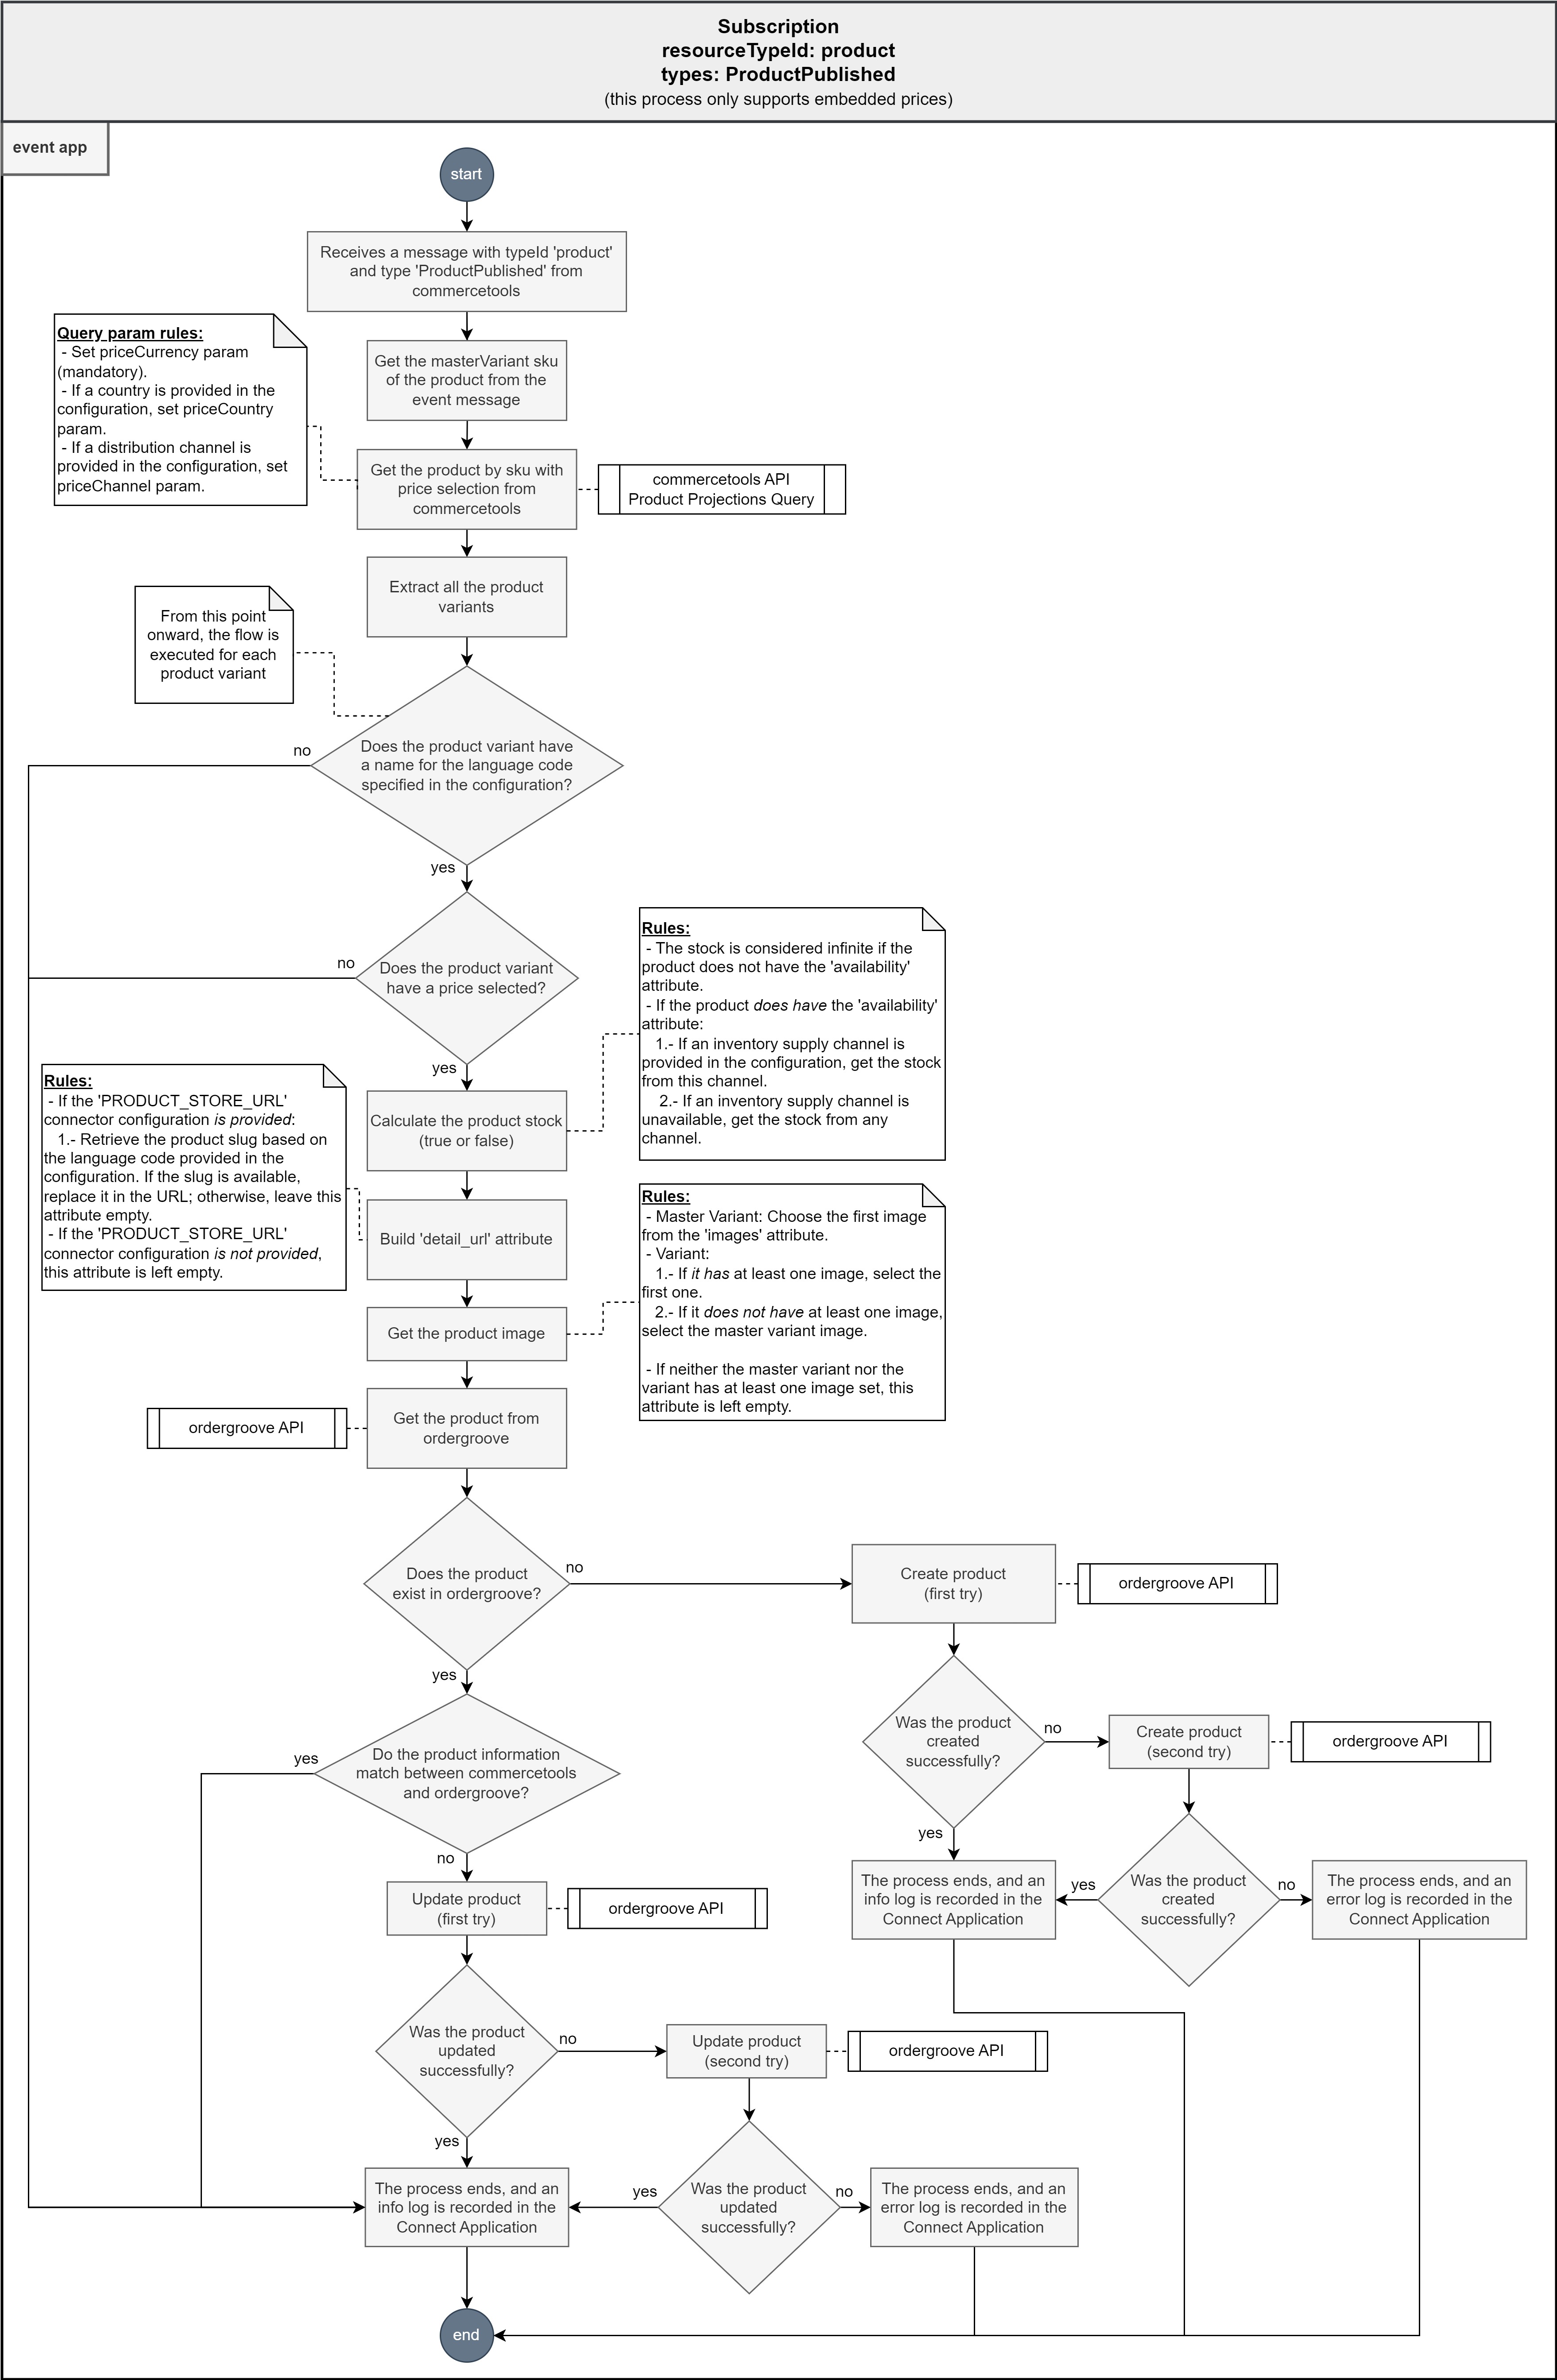 Subscription
resourceTypeId: product
types: ProductPublished
(this process only supports embedded prices)
event app
start
Receives a message with typeId 'product'
and type 'ProductPublished' from
commercetools
Query param rules:
- Set priceCurrency param
(mandatory).
- If a country is provided in the
configuration, set priceCountry
param.
- If a distribution channel is
provided in the configuration, set
priceChannel param.
Get the masterVariant sku
of the product from the
event message
Get the product by sku with
price selection from
commercetools
commercetools API
Product Projections Query
Extract all the product
variants
From this point
onward, the flow is
executed for each
product variant
no
Does the product variant have
a name for the language code
specified in the configuration?
yes
no
Does the product variant
have a price selected?
yes
Rules:
- The stock is considered infinite if the
product does not have the 'availability'
attribute.
- If the product does have the 'availability'
attribute:
1.- If an inventory supply channel is
provided in the configuration, get the stock
from this channel.
2.- If an inventory supply channel is
unavailable, get the stock from any
channel.
Calculate the product stock
(true or false)
Rules:
- If the 'PRODUCT_STORE_URL'
connector configuration is provided:
1.- Retrieve the product slug based on
the language code provided in the
configuration. If the slug is available,
replace it in the URL; otherwise, leave this
attribute empty.
- If the 'PRODUCT_STORE_URL'
connector configuration is not provided,
this attribute is left empty.
Build 'detail_url' attribute
Rules:
- Master Variant: Choose the first image
from the 'images' attribute.
- Variant:
1.- If it has at least one image, select the
first one.
2.- If it does not have at least one image,
select the master variant image.
- If neither the master variant nor the
variant has at least one image set, this
attribute is left empty.
Get the product image
ordergroove API
Get the product from
ordergroove
Does the product
exist in ordergroove?
no
yes
Create product
(first try)
ordergroove API
Was the product
created
successfully?
no
yes
Create product
(second try)
ordergroove API
yes
Do the product information
match between commercetools
and ordergroove?
no
The process ends, and an
info log is recorded in the
Connect Application
yes
Was the product
created
successfully?
no
The process ends, and an
error log is recorded in the
Connect Application
Update product
(first try)
ordergroove API
Was the product
updated
successfully?
no
yes
Update product
(second try)
ordergroove API
The process ends, and an
info log is recorded in the
Connect Application
yes
Was the product
updated
successfully?
no
The process ends, and an
error log is recorded in the
Connect Application
end